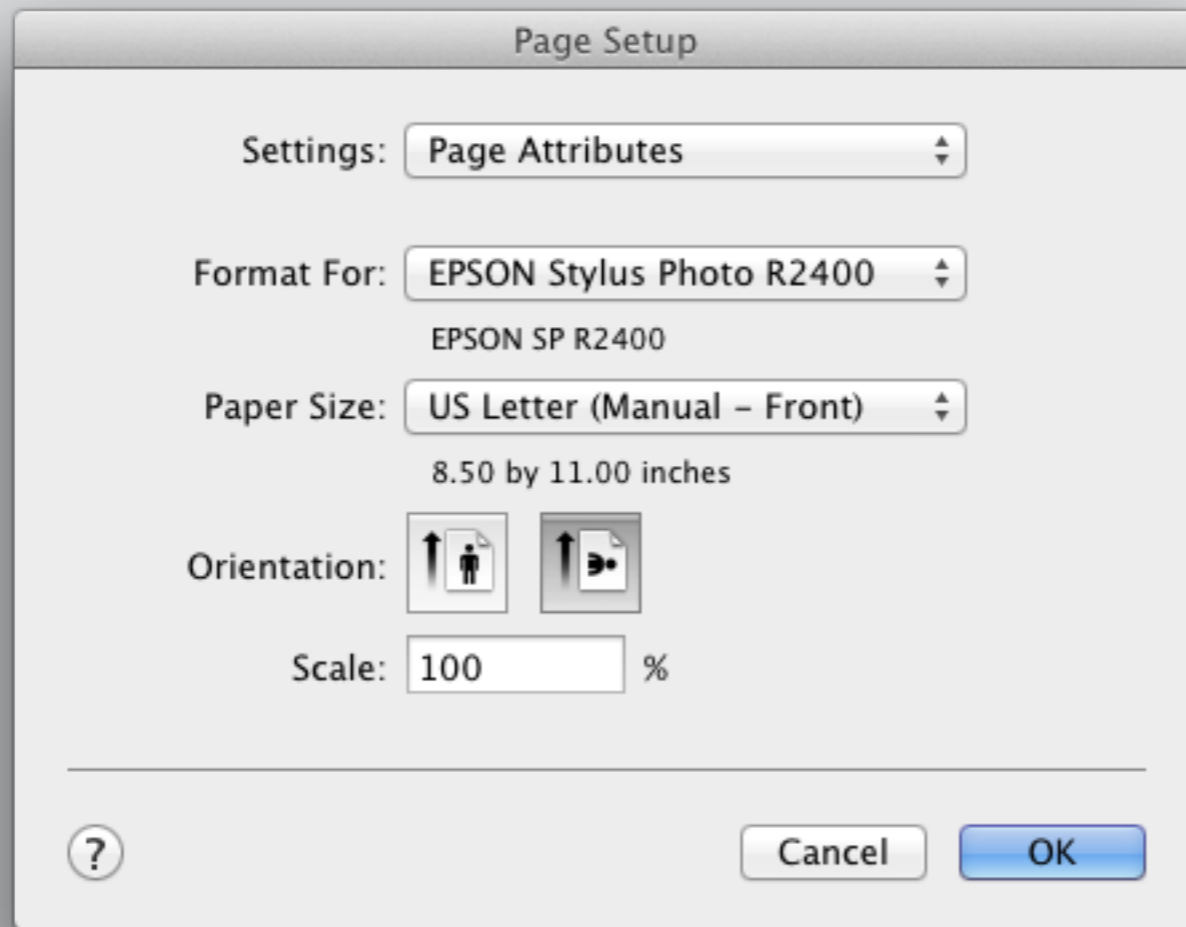 Page Setup
Settings: Page Attributes
Format For: EPSON Stylus Photo R2400
EPSON SP R2400
Paper Size: US Letter (Manual – Front)
8.50 by 11.00 inches
Orientation:
Scale: 100 %
? Cancel OK